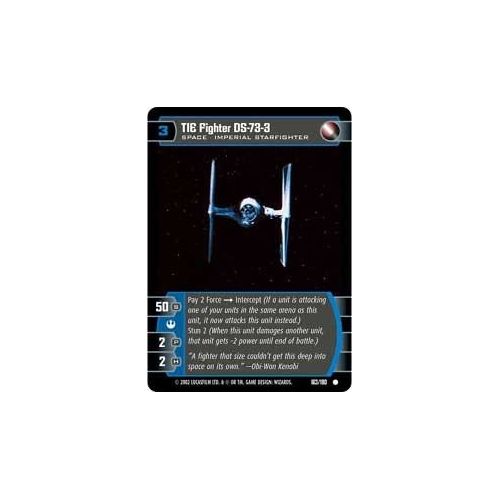 3
TIE Fighter DS-73-3
SPACE IMPERIAL STARFIGHTER
50 D
Pay 2 Force → Intercept (If a unit is attacking
one of your units in the same arena as this
unit, it now attacks this unit instead.)
2 P
Stun 2 (When this unit damages another unit,
that unit gets -2 power until end of battle.)
2 H
"A fighter that size couldn't get this deep into
space on its own." —Obi-Wan Kenobi
© 2002 LUCASFILM LTD. & ® OR TM. GAME DESIGN: WIZARDS.
163/180